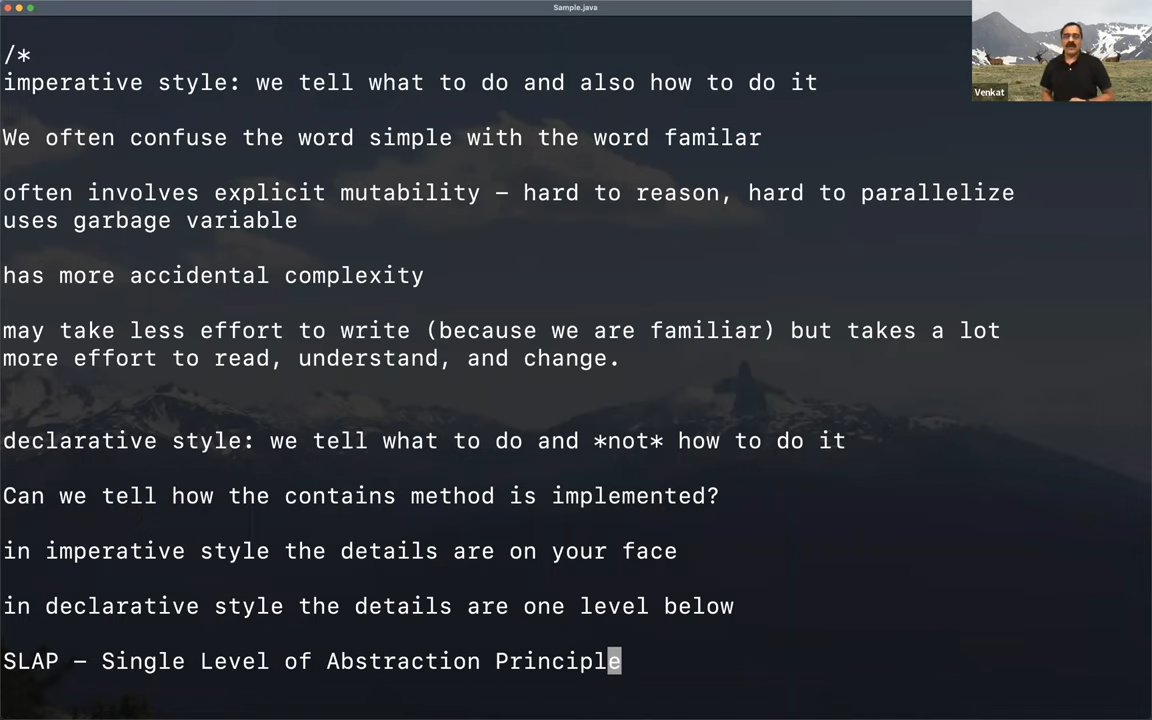 Sample.java
Venkat
/*
imperative style: we tell what to do and also how to do it
We often confuse the word simple with the word familar
often involves explicit mutability – hard to reason, hard to parallelize
uses garbage variable
has more accidental complexity
may take less effort to write (because we are familiar) but takes a lot
more effort to read, understand, and change.
declarative style: we tell what to do and *not* how to do it
Can we tell how the contains method is implemented?
in imperative style the details are on your face
in declarative style the details are one level below
SLAP – Single Level of Abstraction Principle